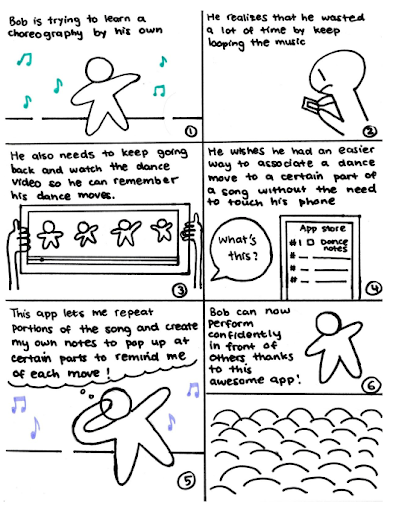 Bob is trying to learn a
choreography by his own
1
He realizes that he wasted
a lot of time by keep
looping the music
2
He also needs to keep going
back and watch the dance
video so he can remember
his dance moves.
3
He wishes he had an easier
way to associate a dance
move to a certain part of
a song without the need
to touch his phone
what's
this?
App store
#1 Dance
notes
#
#
4
This app lets me repeat
portions of the song and create
my own notes to pop up at
certain parts to remind me
of each move!
5
Bob can now
perform
confidently
in front of
others, thanks
to this
awesome app!
6